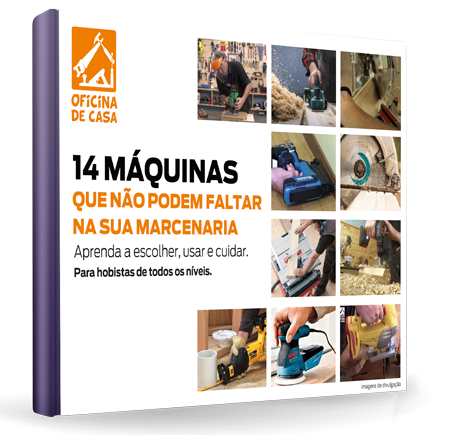 OFICINA
DE CASA
14 MÁQUINAS
QUE NÃO PODEM FALTAR
NA SUA MARCENARIA
Aprenda a escolher, usar e cuidar.
Para hobistas de todos os níveis.
imagens de divulgação